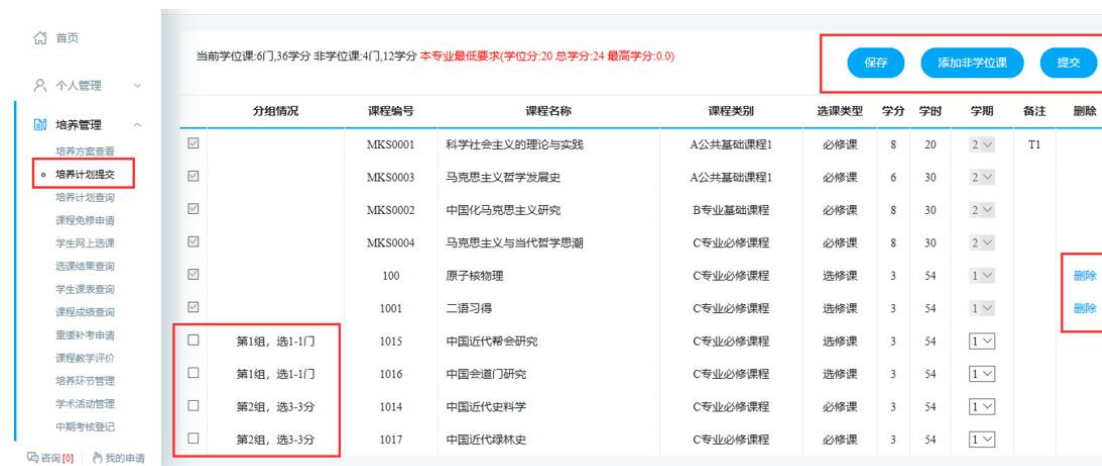 首页
个人管理
培养管理
培养方案查看
培养计划提交
培养计划查询
课程免修申请
学生网上选课
选课结果查询
学生课表查询
课程成绩查询
重缓补考申请
课程教学评价
培养环节管理
学术活动管理
中期考核登记
咨询[0] 我的申请
当前学位课:6门,36学分 非学位课:4门,12学分 本专业最低要求(学位分:20 总学分:24 最高学分:0.0)
保存 添加非学位课 提交
分组情况 课程编号 课程名称 课程类别 选课类型 学分 学时 学期 备注 删除
MKS0001 科学社会主义的理论与实践 A公共基础课程1 必修课 8 20 2 T1
MKS0003 马克思主义哲学发展史 A公共基础课程1 必修课 6 30 2
MKS0002 中国化马克思主义研究 B专业基础课程 必修课 8 30 2
MKS0004 马克思主义与当代哲学思潮 C专业必修课程 必修课 8 30 2
100 原子核物理 C专业必修课程 选修课 3 54 1 删除
1001 二语习得 C专业必修课程 选修课 3 54 1 删除
第1组，选1-1门 1015 中国近代帮会研究 C专业必修课程 选修课 3 54 1
第1组，选1-1门 1016 中国会道门研究 C专业必修课程 选修课 3 54 1
第2组，选3-3分 1014 中国近代史料学 C专业必修课程 必修课 3 54 1
第2组，选3-3分 1017 中国近代绿林史 C专业必修课程 必修课 3 54 1